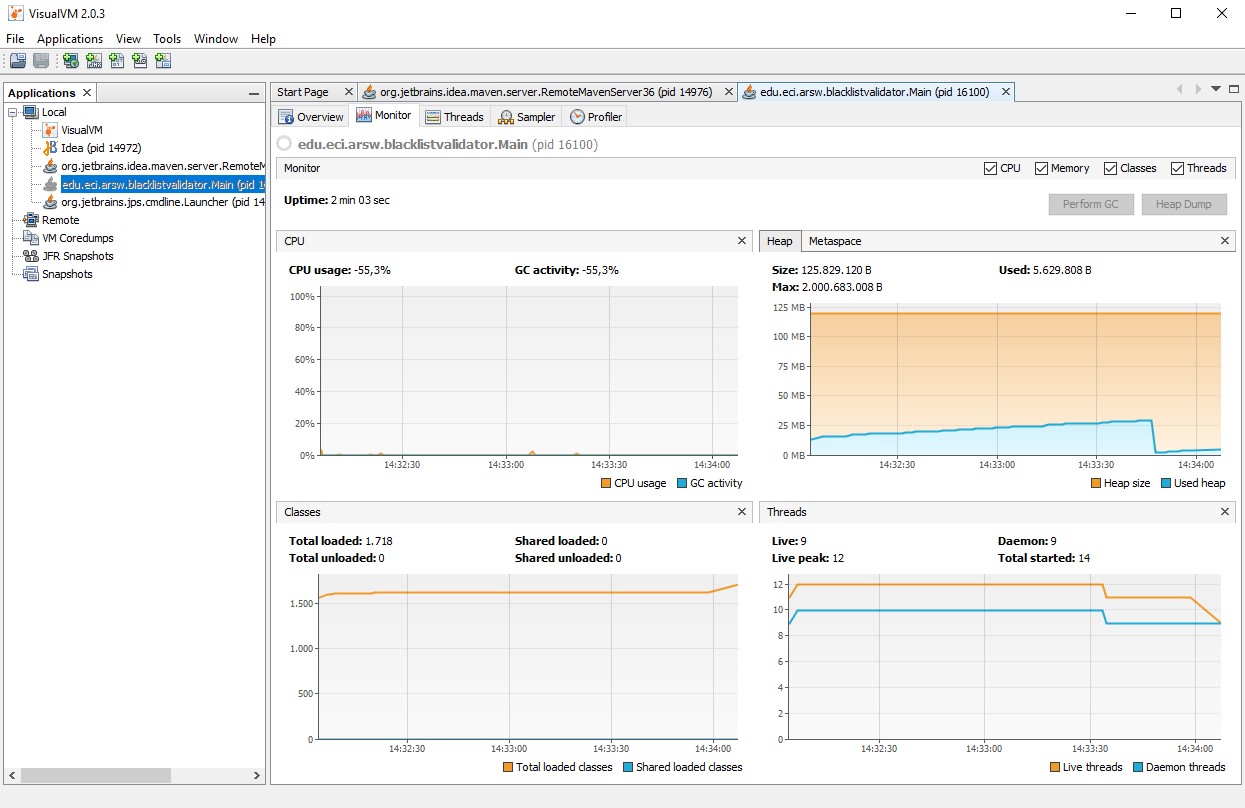 VisualVM 2.0.3
File Applications View Tools Window Help
Applications
Local
VisualVM
Idea (pid 14972)
org.jetbrains.idea.maven.server.RemoteM
edu.eci.arsw.blacklistvalidator.Main (pid 1
org.jetbrains.jps.cmdline.Launcher (pid 14
Remote
VM Coredumps
JFR Snapshots
Snapshots
Start Page org.jetbrains.idea.maven.server.RemoteMavenServer36 (pid 14976) edu.eci.arsw.blacklistvalidator.Main (pid 16100)
Overview Monitor Threads Sampler Profiler
edu.eci.arsw.blacklistvalidator.Main (pid 16100)
Monitor CPU Memory Classes Threads
Uptime: 2 min 03 sec
Perform GC Heap Dump
CPU
CPU usage: -55,3% GC activity: -55,3%
100%
80%
60%
40%
20%
0%
14:32:30 14:33:00 14:33:30 14:34:00
CPU usage GC activity
Heap Metaspace
Size: 125.829.120 B Used: 5.629.808 B
Max: 2.000.683.008 B
125 MB
100 MB
75 MB
50 MB
25 MB
0 MB
14:32:30 14:33:00 14:33:30 14:34:00
Heap size Used heap
Classes
Total loaded: 1.718 Shared loaded: 0
Total unloaded: 0 Shared unloaded: 0
1.500
1.000
500
0
14:32:30 14:33:00 14:33:30 14:34:00
Total loaded classes Shared loaded classes
Threads
Live: 9 Daemon: 9
Live peak: 12 Total started: 14
12
10
8
6
4
2
0
14:32:30 14:33:00 14:33:30 14:34:00
Live threads Daemon threads